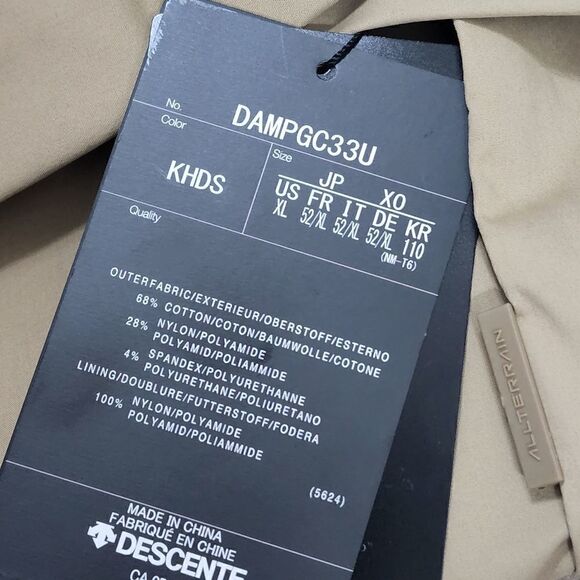 No. DAMPGC33U
Color
KHDS
Size
JP XO
US FR IT DE KR
XL 52/XL 52/XL 52/XL 110
(NM-T6)
Quality
OUTERFABRIC/EXTERIEUR/OBERSTOFF/ESTERNO
68% COTTON/COTON/BAUMWOLLE/COTONE
28% NYLON/POLYAMIDE
POLYAMID/POLIAMMIDE
4% SPANDEX/POLYURETHANNE
POLYURETHANE/POLIURETANO
LINING/DOUBLURE/FUTTERSTOFF/FODERA
100% NYLON/POLYAMIDE
POLYAMID/POLIAMMIDE
(5624)
MADE IN CHINA
FABRIQUÉ EN CHINE
DESCENTE
CA
ALLTERRAIN